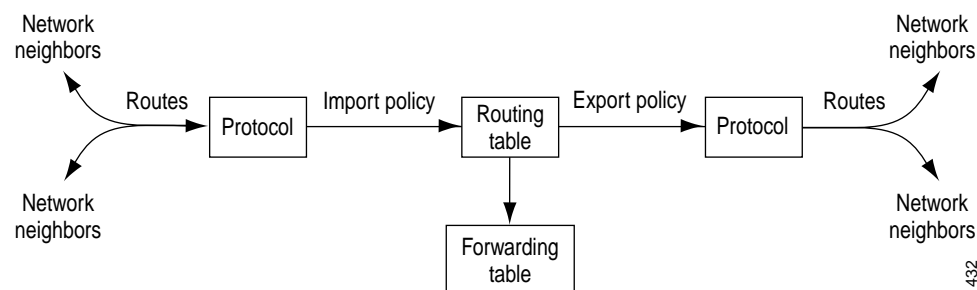 Network
neighbors
Network
neighbors
Routes
Import policy
Export policy
Routes
Protocol
Routing
table
Protocol
Network
neighbors
Network
neighbors
Forwarding
table
432